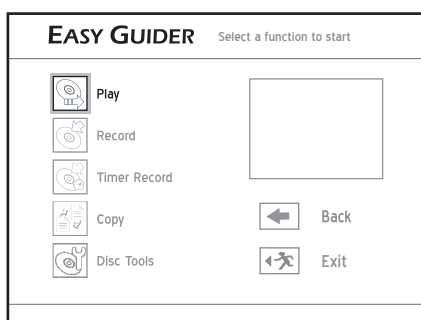 EASY GUIDER Select a function to start
Play
Record
Timer Record
Copy
Disc Tools
Back
Exit